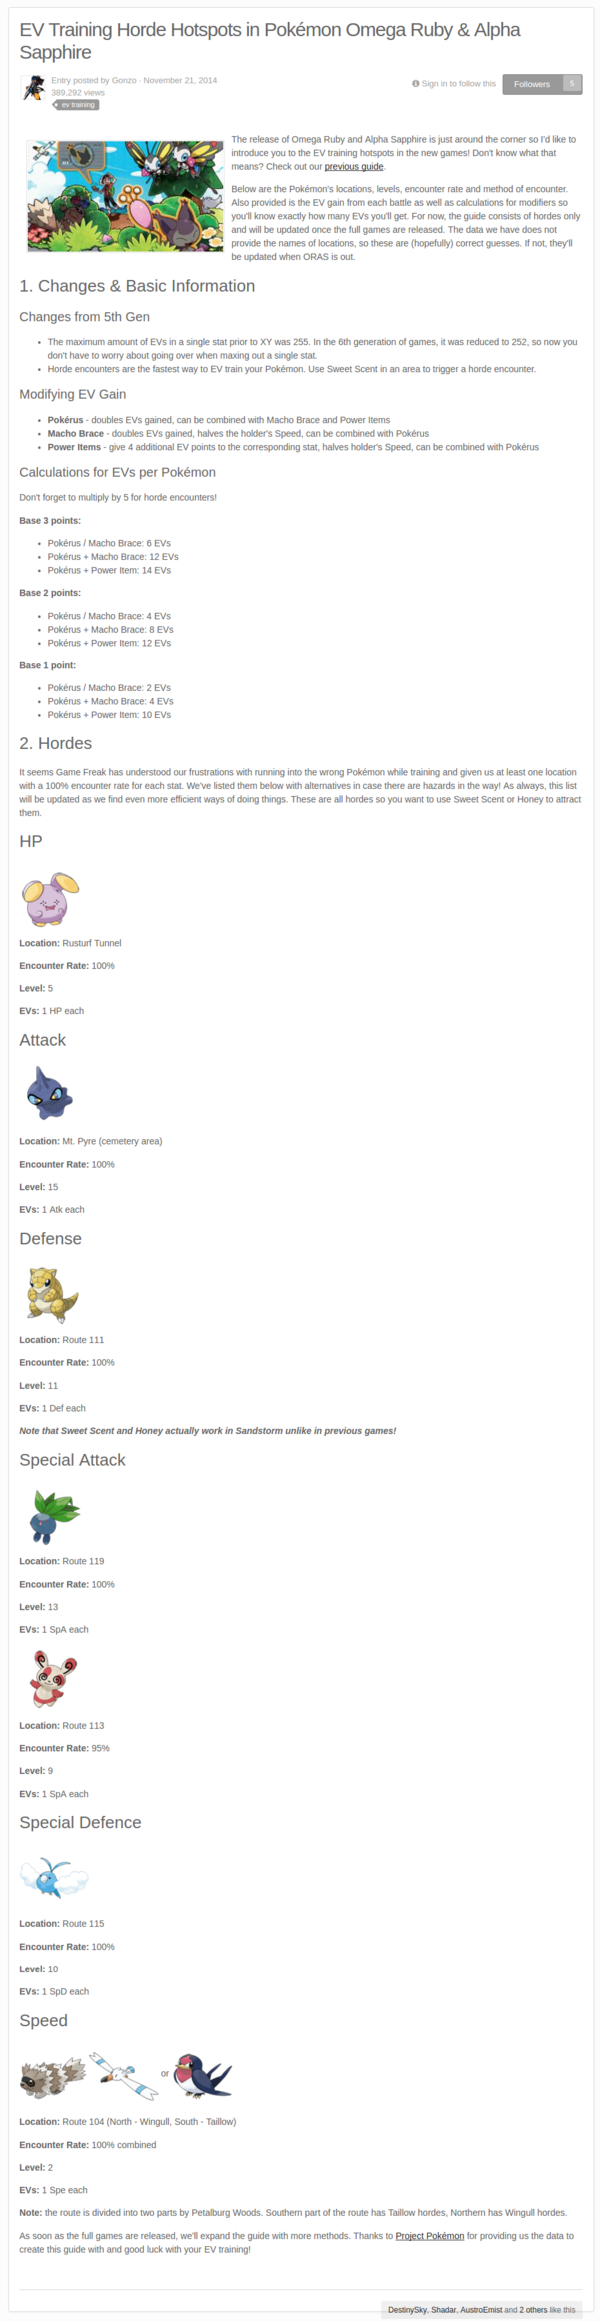 EV Training Horde Hotspots in Pokémon Omega Ruby & Alpha
Sapphire
Entry posted by Gonzo · November 21, 2014
389,292 views
ev training
Sign in to follow this
Followers 5
The release of Omega Ruby and Alpha Sapphire is just around the corner so I'd like to
introduce you to the EV training hotspots in the new games! Don't know what that
means? Check out our previous guide.
Below are the Pokémon's locations, levels, encounter rate and method of encounter.
Also provided is the EV gain from each battle as well as calculations for modifiers so
you'll know exactly how many EVs you'll get. For now, the guide consists of hordes only
and will be updated once the full games are released. The data we have does not
provide the names of locations, so these are (hopefully) correct guesses. If not, they'll
be updated when ORAS is out.
1. Changes & Basic Information
Changes from 5th Gen
• The maximum amount of EVs in a single stat prior to XY was 255. In the 6th generation of games, it was reduced to 252, so now you
don't have to worry about going over when maxing out a single stat.
• Horde encounters are the fastest way to EV train your Pokémon. Use Sweet Scent in an area to trigger a horde encounter.
Modifying EV Gain
• Pokérus - doubles EVs gained, can be combined with Macho Brace and Power Items
• Macho Brace - doubles EVs gained, halves the holder's Speed, can be combined with Pokérus
• Power Items - give 4 additional EV points to the corresponding stat, halves holder's Speed, can be combined with Pokérus
Calculations for EVs per Pokémon
Don't forget to multiply by 5 for horde encounters!
Base 3 points:
• Pokérus / Macho Brace: 6 EVs
• Pokérus + Macho Brace: 12 EVs
• Pokérus + Power Item: 14 EVs
Base 2 points:
• Pokérus / Macho Brace: 4 EVs
• Pokérus + Macho Brace: 8 EVs
• Pokérus + Power Item: 12 EVs
Base 1 point:
• Pokérus / Macho Brace: 2 EVs
• Pokérus + Macho Brace: 4 EVs
• Pokérus + Power Item: 10 EVs
2. Hordes
It seems Game Freak has understood our frustrations with running into the wrong Pokémon while training and given us at least one location
with a 100% encounter rate for each stat. We've listed them below with alternatives in case there are hazards in the way! As always, this list
will be updated as we find even more efficient ways of doing things. These are all hordes so you want to use Sweet Scent or Honey to attract
them.
HP
Location: Rusturf Tunnel
Encounter Rate: 100%
Level: 5
EVs: 1 HP each
Attack
Location: Mt. Pyre (cemetery area)
Encounter Rate: 100%
Level: 15
EVs: 1 Atk each
Defense
Location: Route 111
Encounter Rate: 100%
Level: 11
EVs: 1 Def each
Note that Sweet Scent and Honey actually work in Sandstorm unlike in previous games!
Special Attack
Location: Route 119
Encounter Rate: 100%
Level: 13
EVs: 1 SpA each
Location: Route 113
Encounter Rate: 95%
Level: 9
EVs: 1 SpA each
Special Defence
Location: Route 115
Encounter Rate: 100%
Level: 10
EVs: 1 SpD each
Speed
or
Location: Route 104 (North - Wingull, South - Taillow)
Encounter Rate: 100% combined
Level: 2
EVs: 1 Spe each
Note: the route is divided into two parts by Petalburg Woods. Southern part of the route has Taillow hordes, Northern has Wingull hordes.
As soon as the full games are released, we'll expand the guide with more methods. Thanks to Project Pokémon for providing us the data to
create this guide with and good luck with your EV training!
DestinySky, Shadar, AustroEmist and 2 others like this